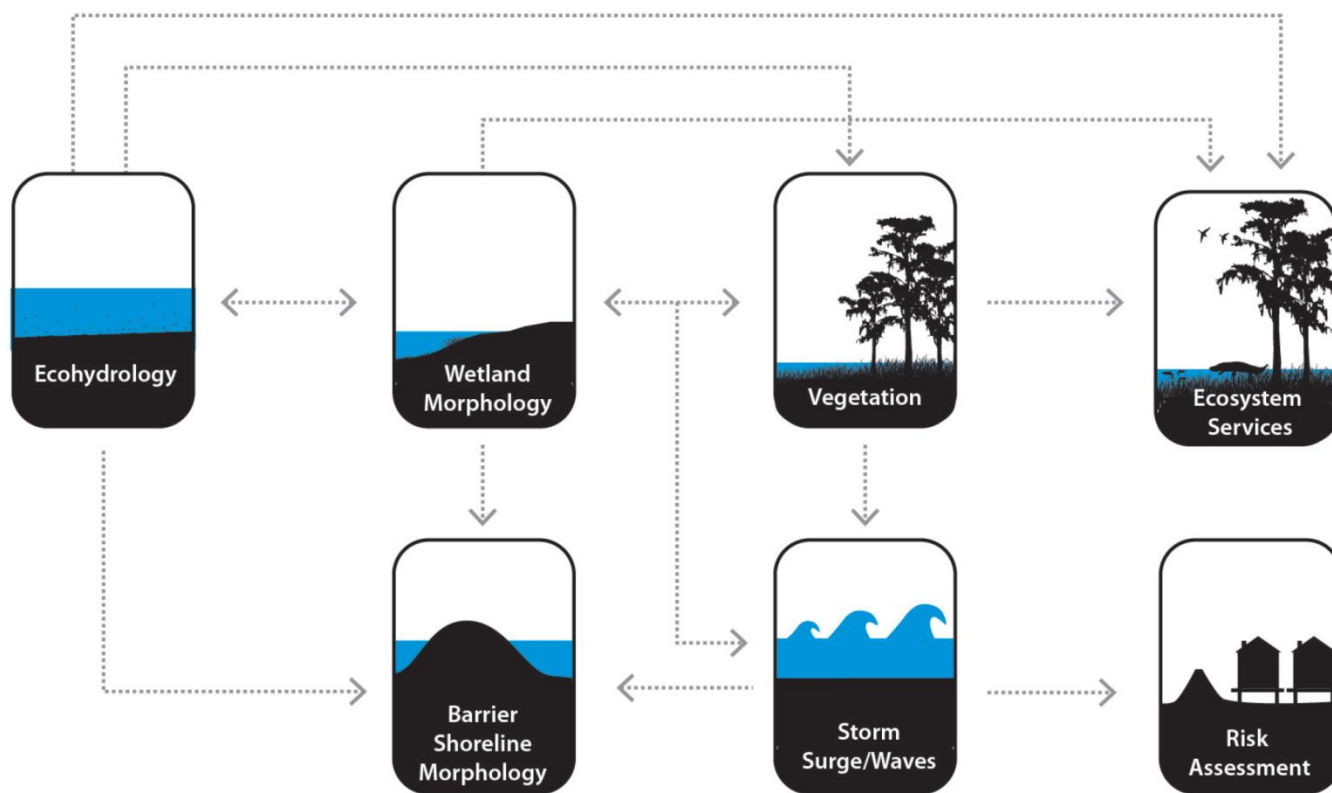 Ecohydrology
Wetland
Morphology
Vegetation
Ecosystem
Services
Barrier
Shoreline
Morphology
Storm
Surge/Waves
Risk
Assessment